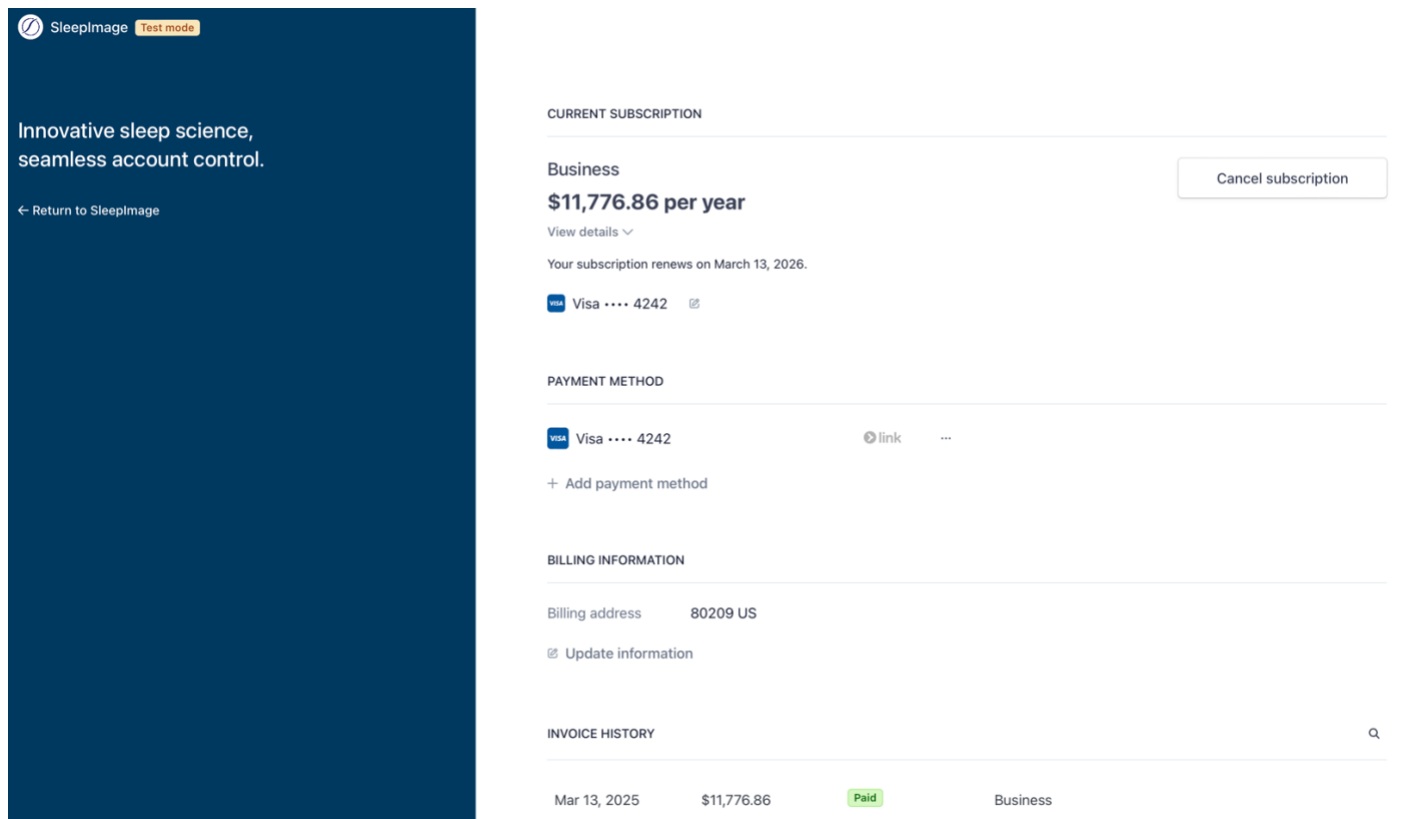 SleepImage Test mode
Innovative sleep science,
seamless account control.
← Return to SleepImage
CURRENT SUBSCRIPTION
Business
Cancel subscription
$11,776.86 per year
View details
Your subscription renews on March 13, 2026.
VISA Visa •••• 4242
PAYMENT METHOD
VISA Visa •••• 4242 link ...
+ Add payment method
BILLING INFORMATION
Billing address 80209 US
Update information
INVOICE HISTORY
Mar 13, 2025 $11,776.86 Paid Business